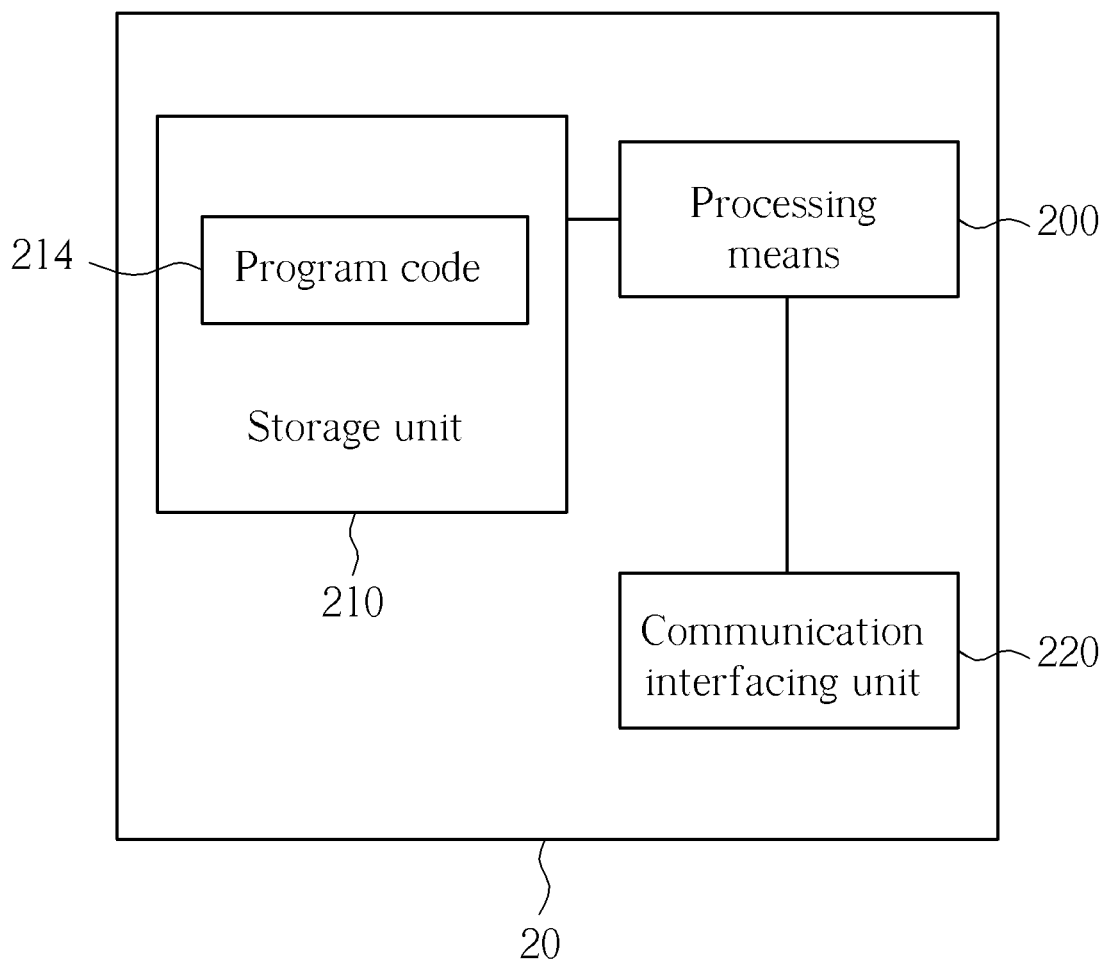 Processing
means
200
214
Program code
Storage unit
210
Communication
interfacing unit
220
20